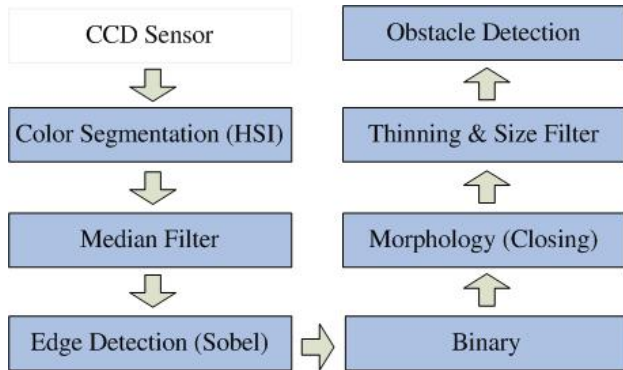 CCD Sensor
Color Segmentation (HSI)
Median Filter
Edge Detection (Sobel)
Binary
Morphology (Closing)
Thinning & Size Filter
Obstacle Detection